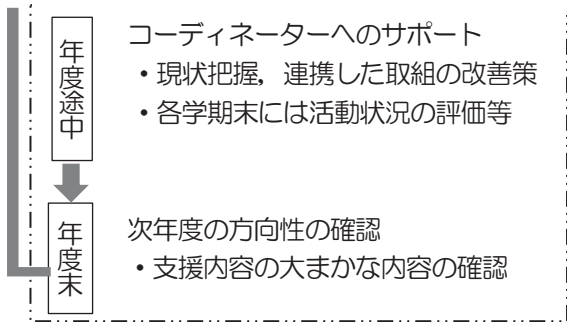 年度途中
コーディネーターへのサポート
・現状把握，連携した取組の改善策
・各学期末には活動状況の評価等
年度末
次年度の方向性の確認
・支援内容の大まかな内容の確認